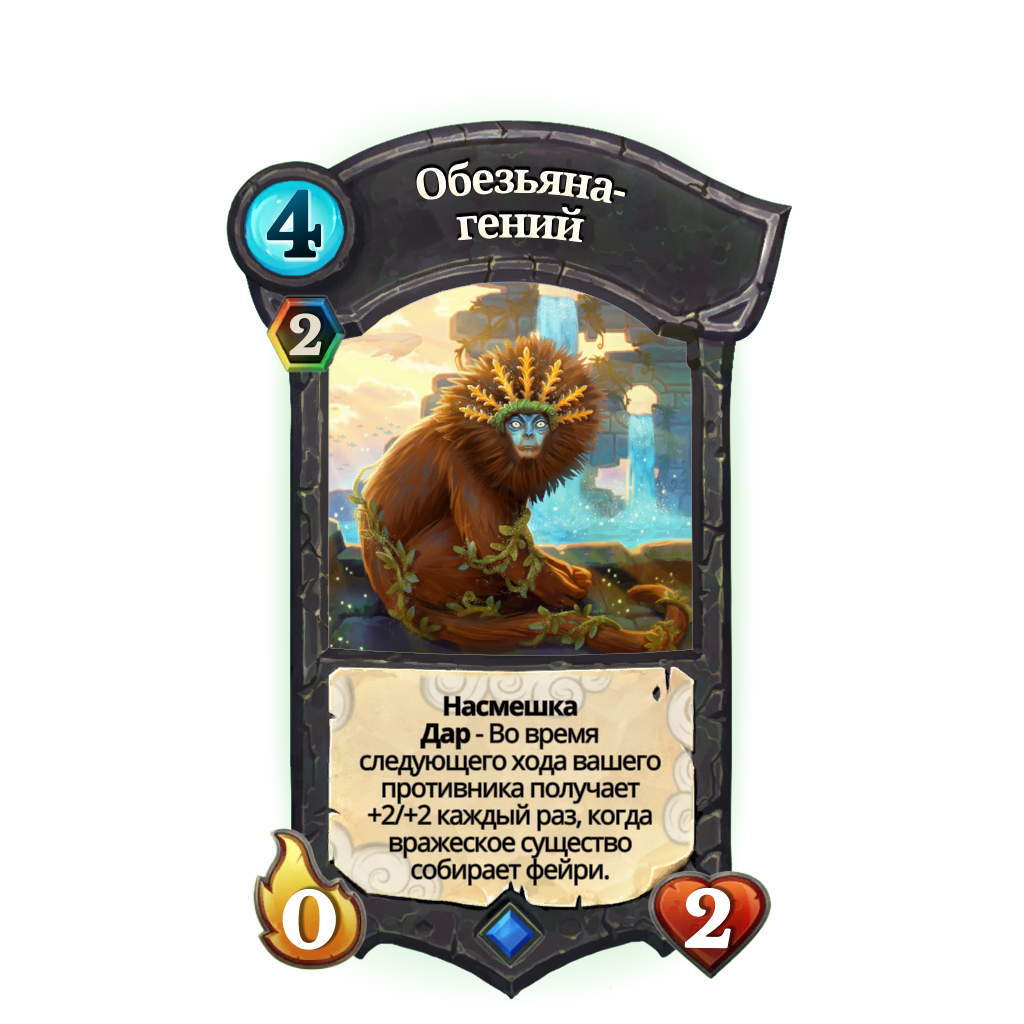 Обезьяна-
гений
4
2
Насмешка
Дар - Во время
следующего хода вашего
противника получает
+2/+2 каждый раз, когда
вражеское существо
собирает фейри.
0
2